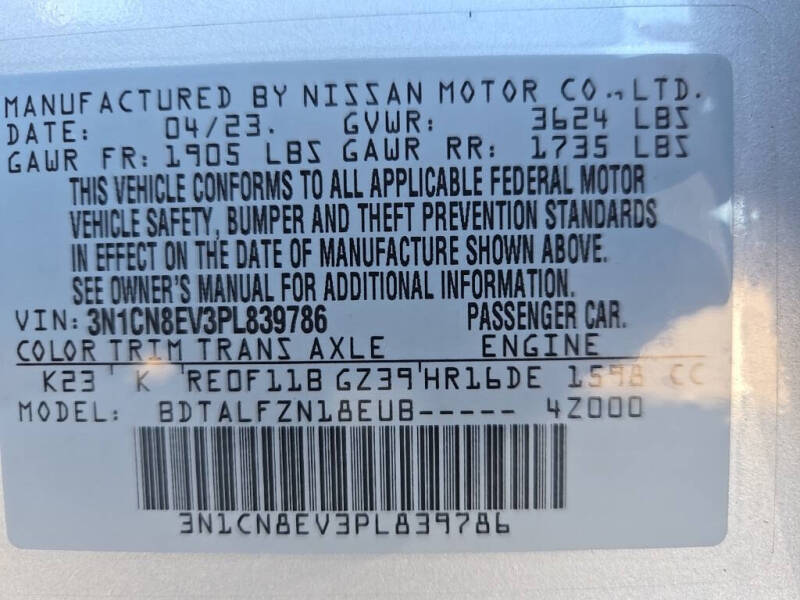 MANUFACTURED BY NISSAN MOTOR CO., LTD.
DATE: 04/23. GVWR: 3624 LBS
GAWR FR: 1905 LBS GAWR RR: 1735 LBS
THIS VEHICLE CONFORMS TO ALL APPLICABLE FEDERAL MOTOR
VEHICLE SAFETY, BUMPER AND THEFT PREVENTION STANDARDS
IN EFFECT ON THE DATE OF MANUFACTURE SHOWN ABOVE.
SEE OWNER'S MANUAL FOR ADDITIONAL INFORMATION.
VIN: 3N1CN8EV3PL839786 PASSENGER CAR.
COLOR TRIM TRANS AXLE ENGINE
K23 K RE0F11B GZ39 HR16DE 1598 CC
MODEL: BDTALFZN18EUB----- 4Z000
3N1CN8EV3PL839786